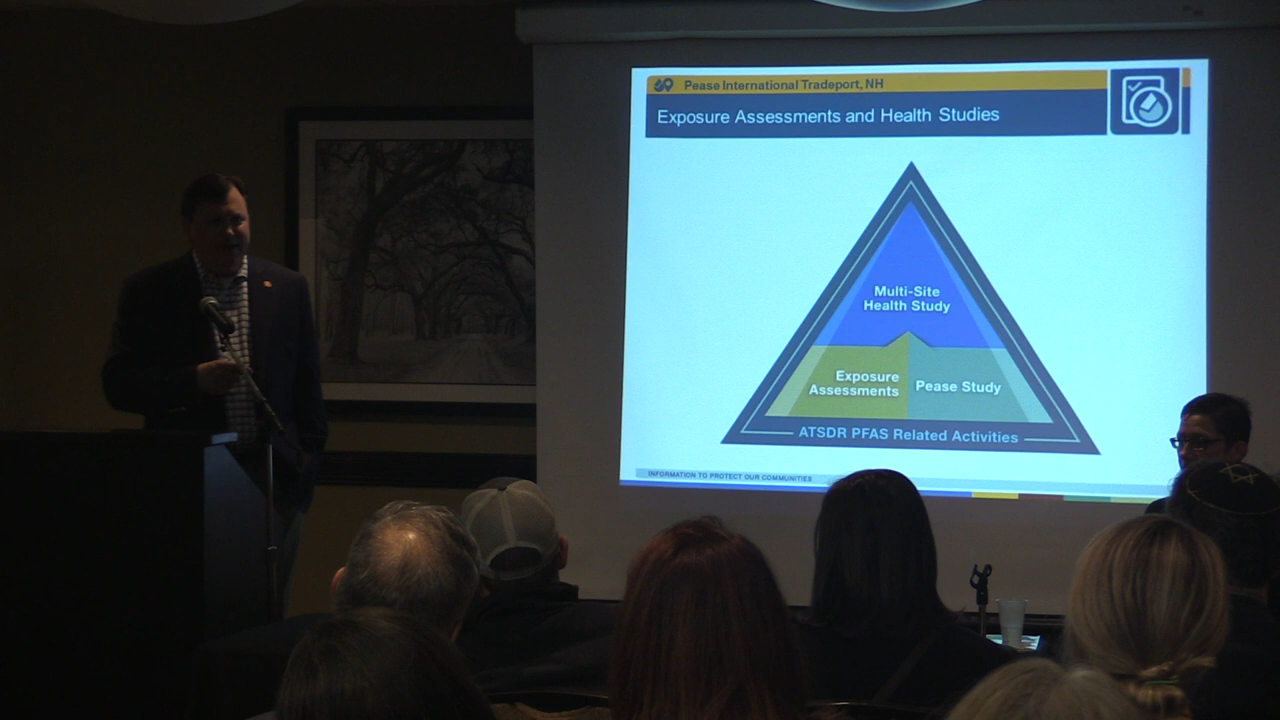 Pease International Tradeport, NH
Exposure Assessments and Health Studies
Multi-Site
Health Study
Exposure
Assessments
Pease Study
ATSDR PFAS Related Activities
INFORMATION TO PROTECT OUR COMMUNITIES